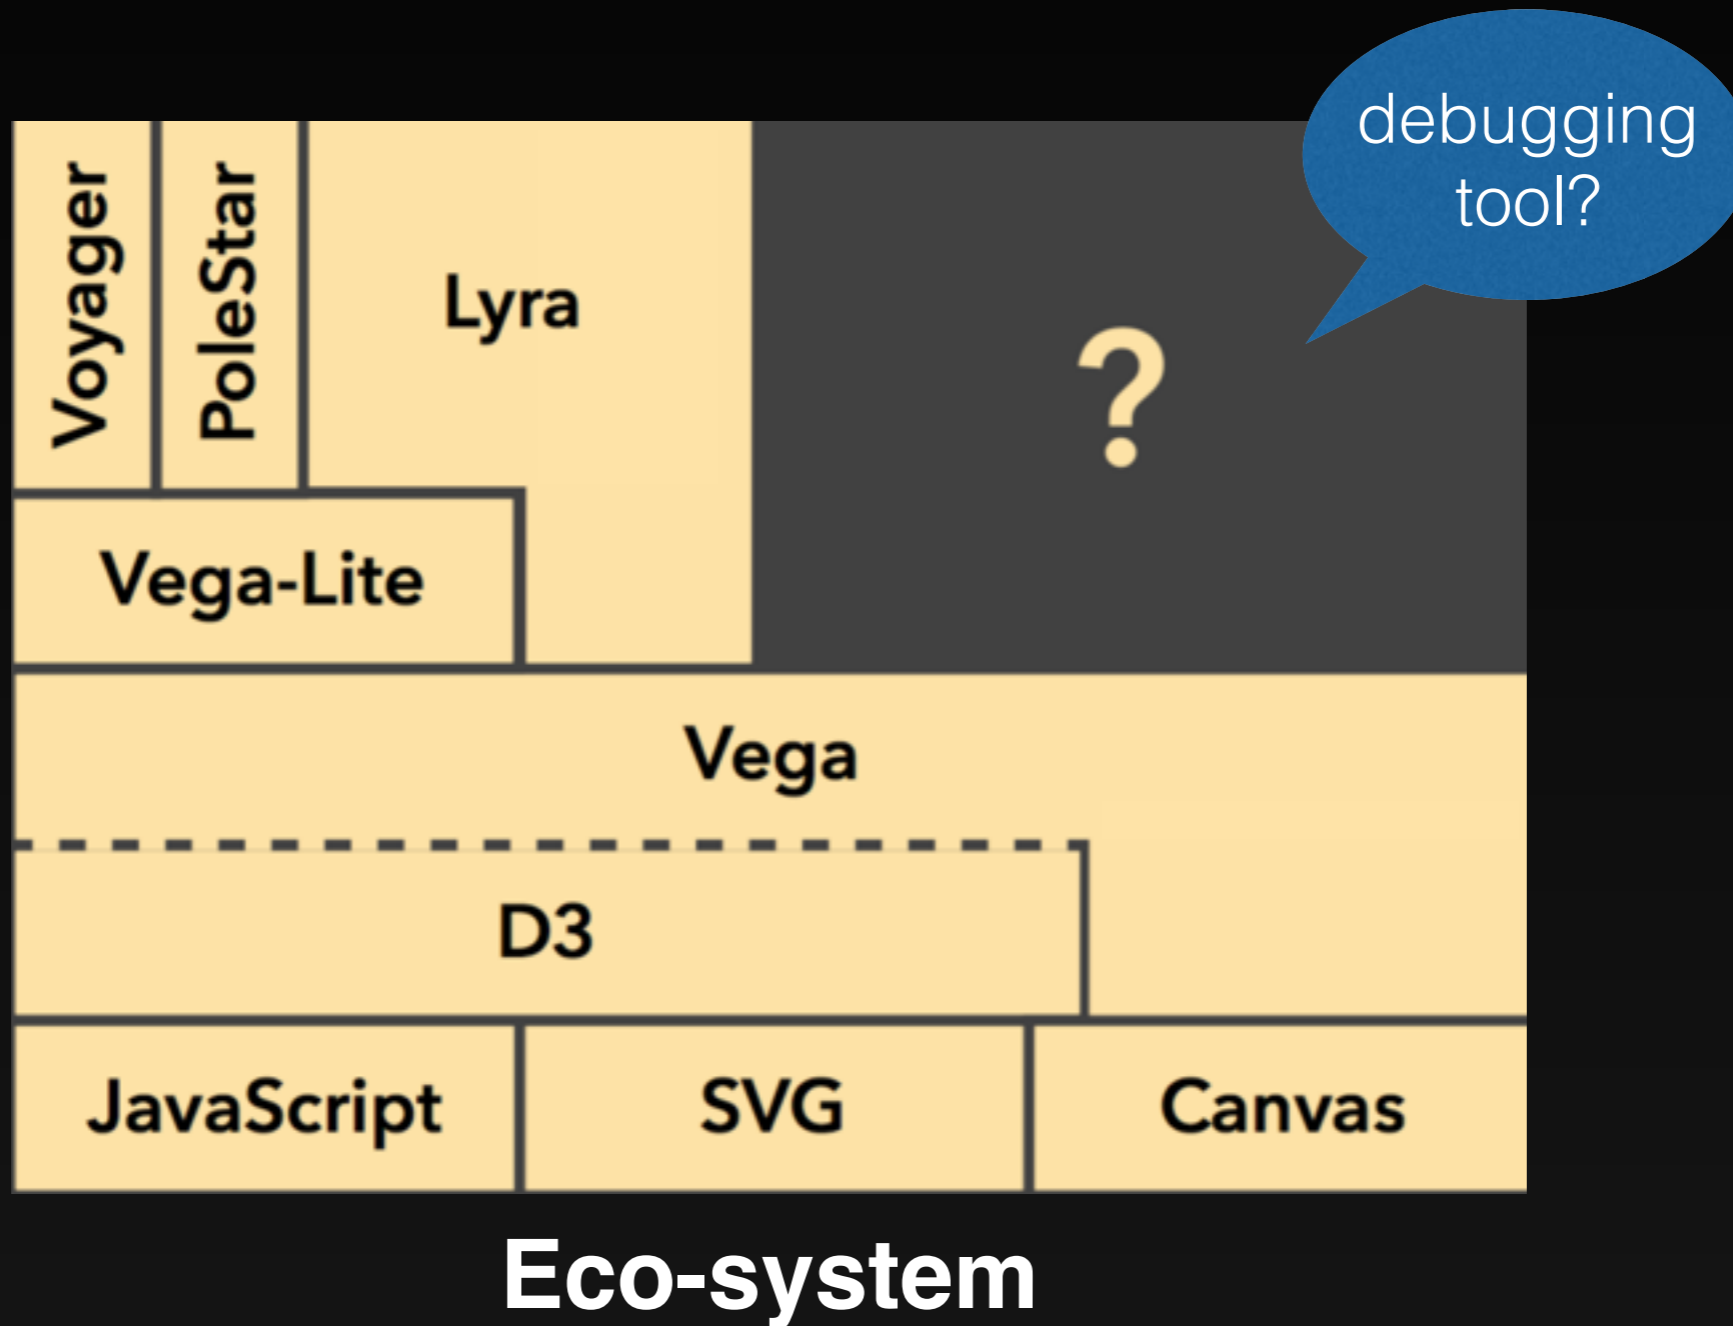 debugging
tool?
Voyager
PoleStar
Lyra
?
Vega-Lite
Vega
D3
JavaScript
SVG
Canvas
Eco-system